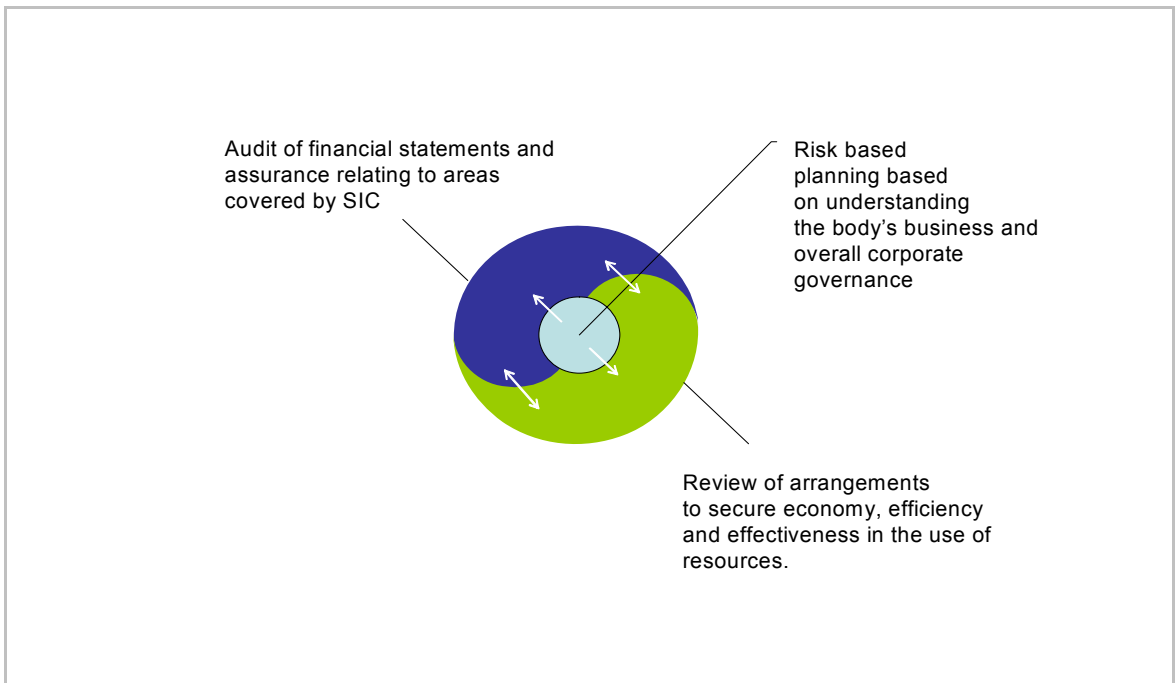 Audit of financial statements and
assurance relating to areas
covered by SIC
Risk based
planning based
on understanding
the body's business and
overall corporate
governance
Review of arrangements
to secure economy, efficiency
and effectiveness in the use of
resources.